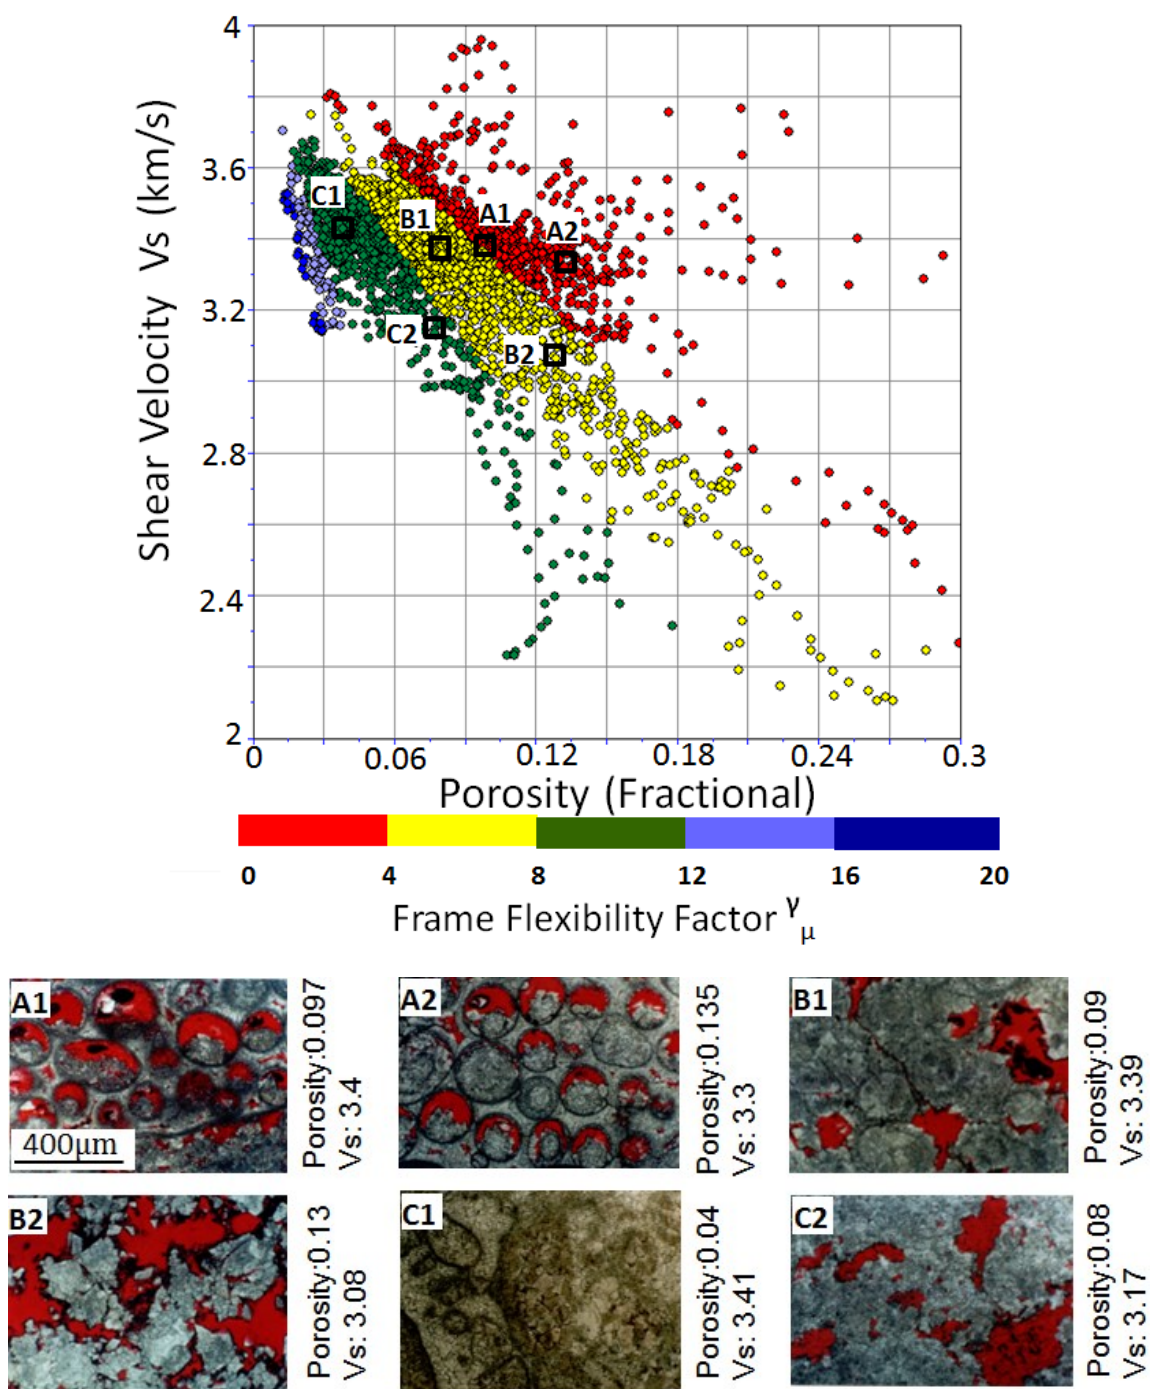 4
3.6
3.2
2.8
2.4
2
Shear Velocity Vs (km/s)
C1
B1
A1
A2
C2
B2
0 0.06 0.12 0.18 0.24 0.3
Porosity (Fractional)
0 4 8 12 16 20
Frame Flexibility Factor γμ
A1
400μm
Porosity:0.097
Vs: 3.4
A2
Porosity:0.135
Vs: 3.3
B1
Porosity:0.09
Vs: 3.39
B2
Porosity:0.13
Vs: 3.08
C1
Porosity:0.04
Vs: 3.41
C2
Porosity:0.08
Vs: 3.17